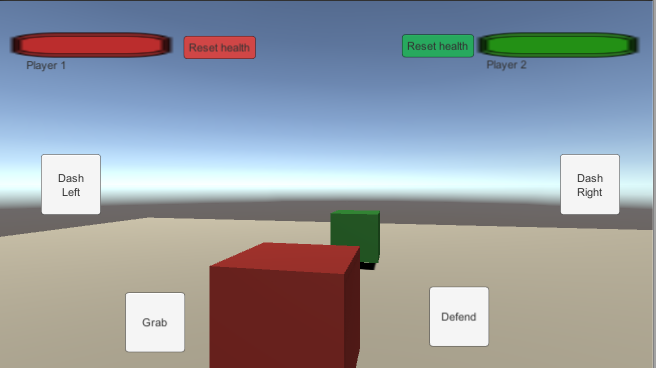 Reset health
Player 1
Reset health
Player 2
Dash
Left
Dash
Right
Grab
Defend